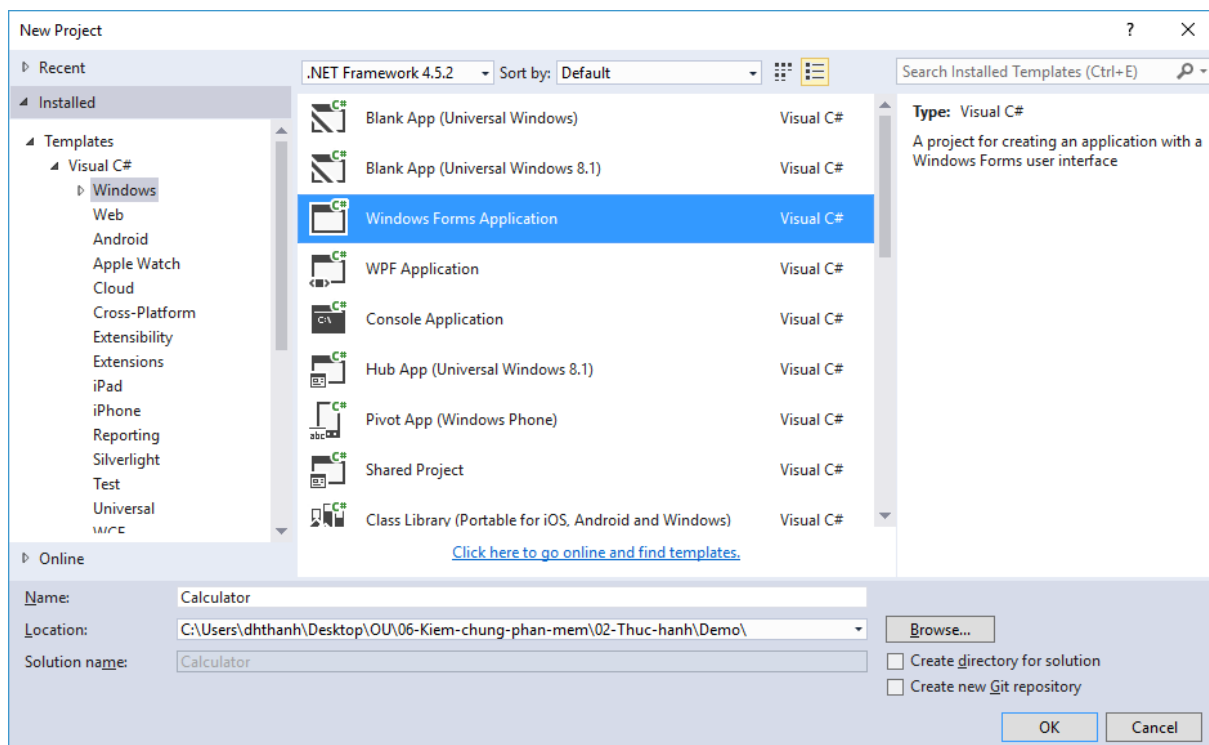 New Project
?
Recent
.NET Framework 4.5.2
Sort by:
Default
Search Installed Templates (Ctrl+E)
Installed
Templates
Visual C#
Windows
Web
Android
Apple Watch
Cloud
Cross-Platform
Extensibility
Extensions
iPad
iPhone
Reporting
Silverlight
Test
Universal
WCF
Online
C# Blank App (Universal Windows) Visual C#
C# Blank App (Universal Windows 8.1) Visual C#
C# Windows Forms Application Visual C#
C# WPF Application Visual C#
C# C:\ Console Application Visual C#
C# Hub App (Universal Windows 8.1) Visual C#
C# abc Pivot App (Windows Phone) Visual C#
C# Shared Project Visual C#
C# Class Library (Portable for iOS, Android and Windows) Visual C#
Click here to go online and find templates.
Type: Visual C#
A project for creating an application with a
Windows Forms user interface
Name: Calculator
Location: C:\Users\dhthanh\Desktop\OU\06-Kiem-chung-phan-mem\02-Thuc-hanh\Demo\ Browse...
Solution name: Calculator
Create directory for solution
Create new Git repository
OK Cancel